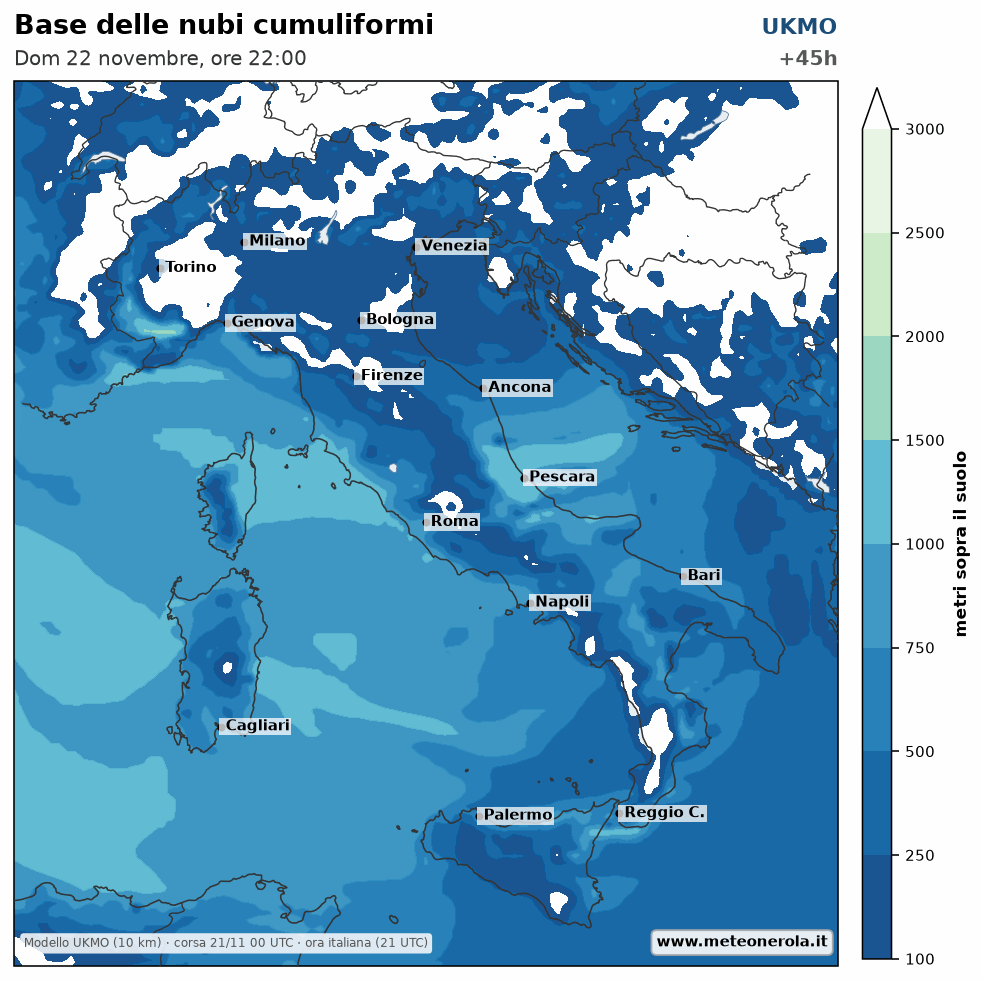 Base delle nubi cumuliformi
UKMO
Dom 22 novembre, ore 22:00
+45h
3000
2500
2000
1500
1000
750
500
250
100
metri sopra il suolo
Milano
Venezia
Torino
Genova
Bologna
Firenze
Ancona
Pescara
Roma
Bari
Napoli
Cagliari
Palermo
Reggio C.
Modello UKMO (10 km) · corsa 21/11 00 UTC · ora italiana (21 UTC)
www.meteonerola.it